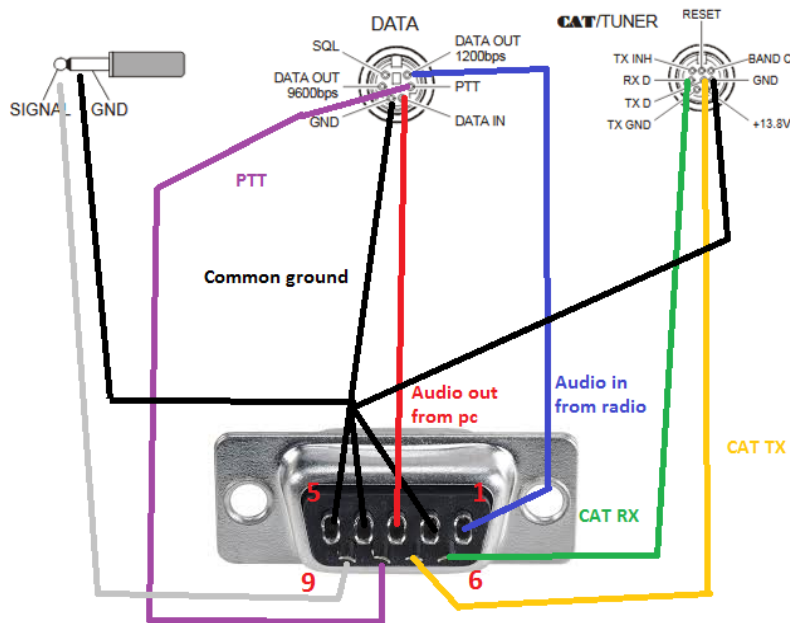 SIGNAL
GND
DATA
SQL
DATA OUT
1200bps
DATA OUT
9600bps
PTT
GND
DATA IN
CAT/TUNER
RESET
TX INH
BAND C
RX D
GND
TX D
TX GND
+13.8V
PTT
Common ground
Audio out
from pc
Audio in
from radio
CAT TX
CAT RX
5
1
9
6